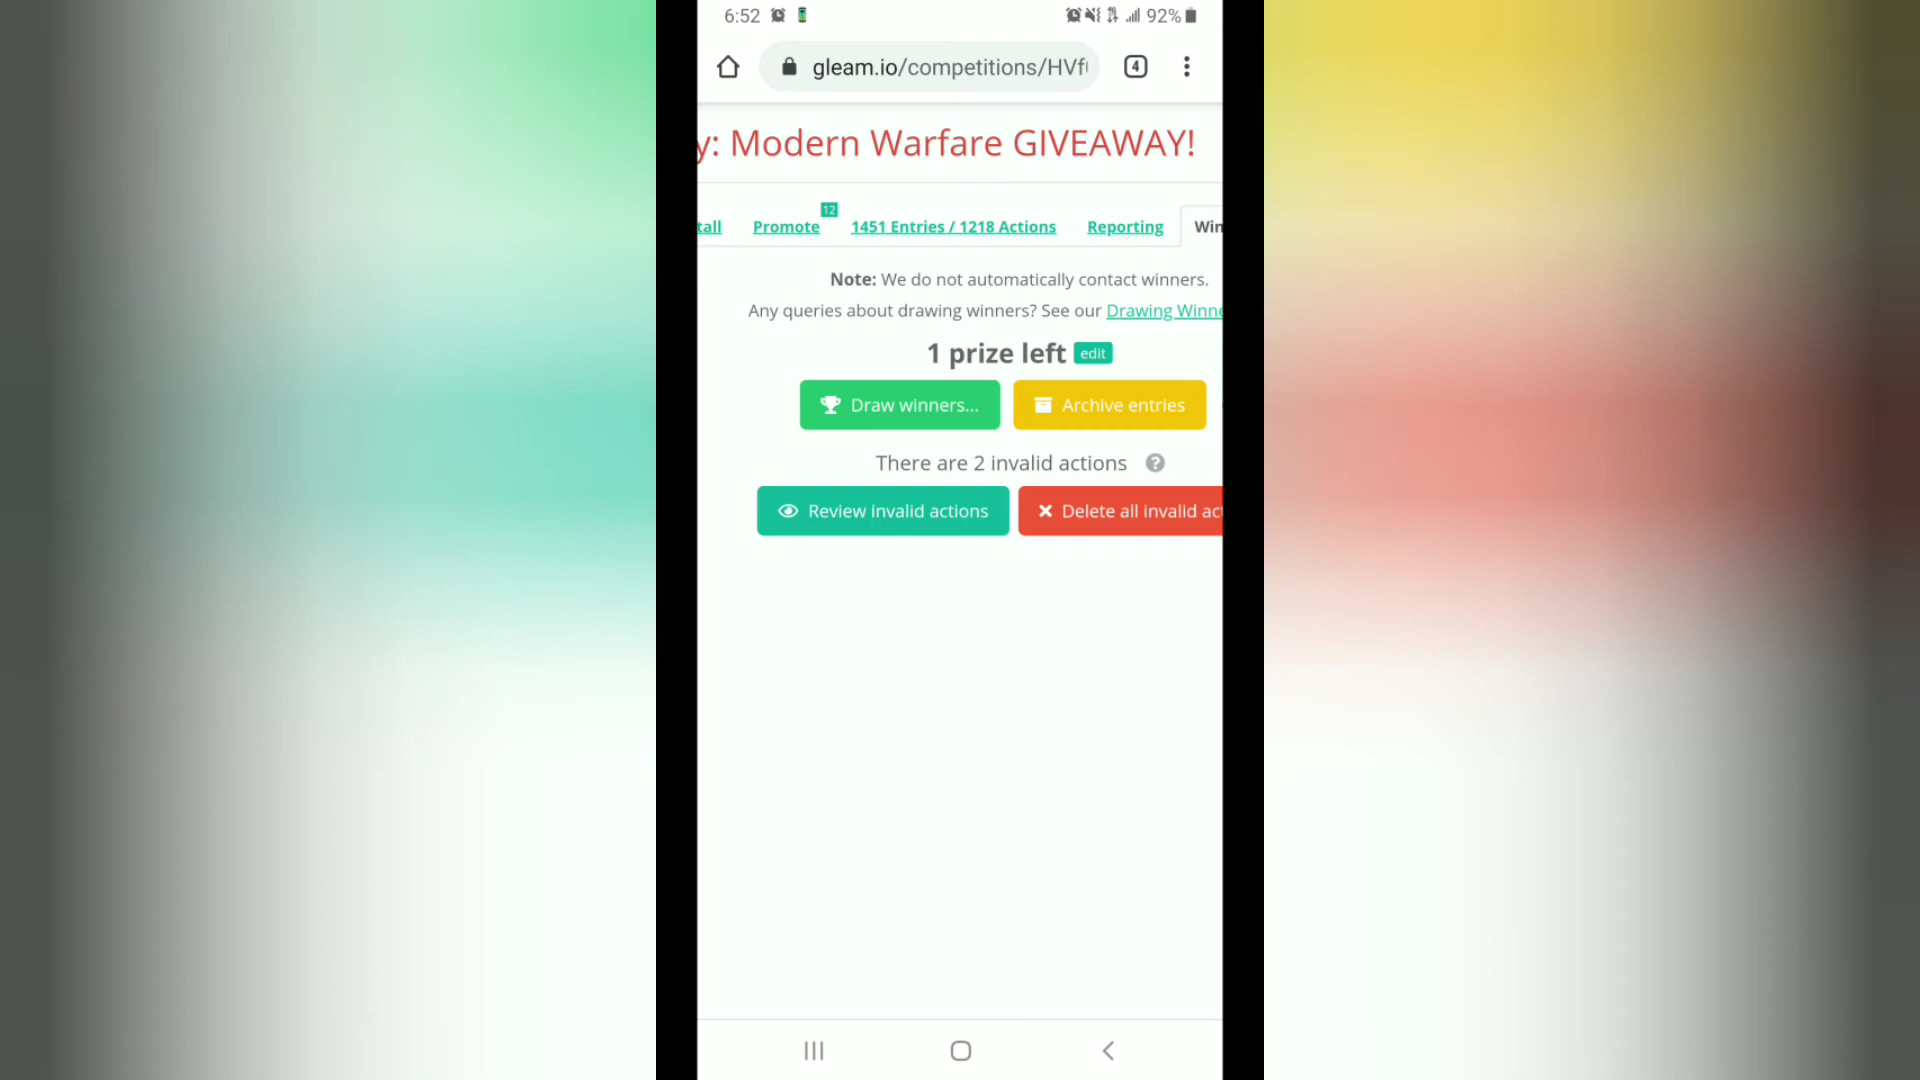 6:52 92%
gleam.io/competitions/HVf
4
y: Modern Warfare GIVEAWAY!
12
tall Promote 1451 Entries / 1218 Actions Reporting Win
Note: We do not automatically contact winners.
Any queries about drawing winners? See our Drawing Winne
1 prize left edit
Draw winners... Archive entries
There are 2 invalid actions ?
Review invalid actions Delete all invalid act